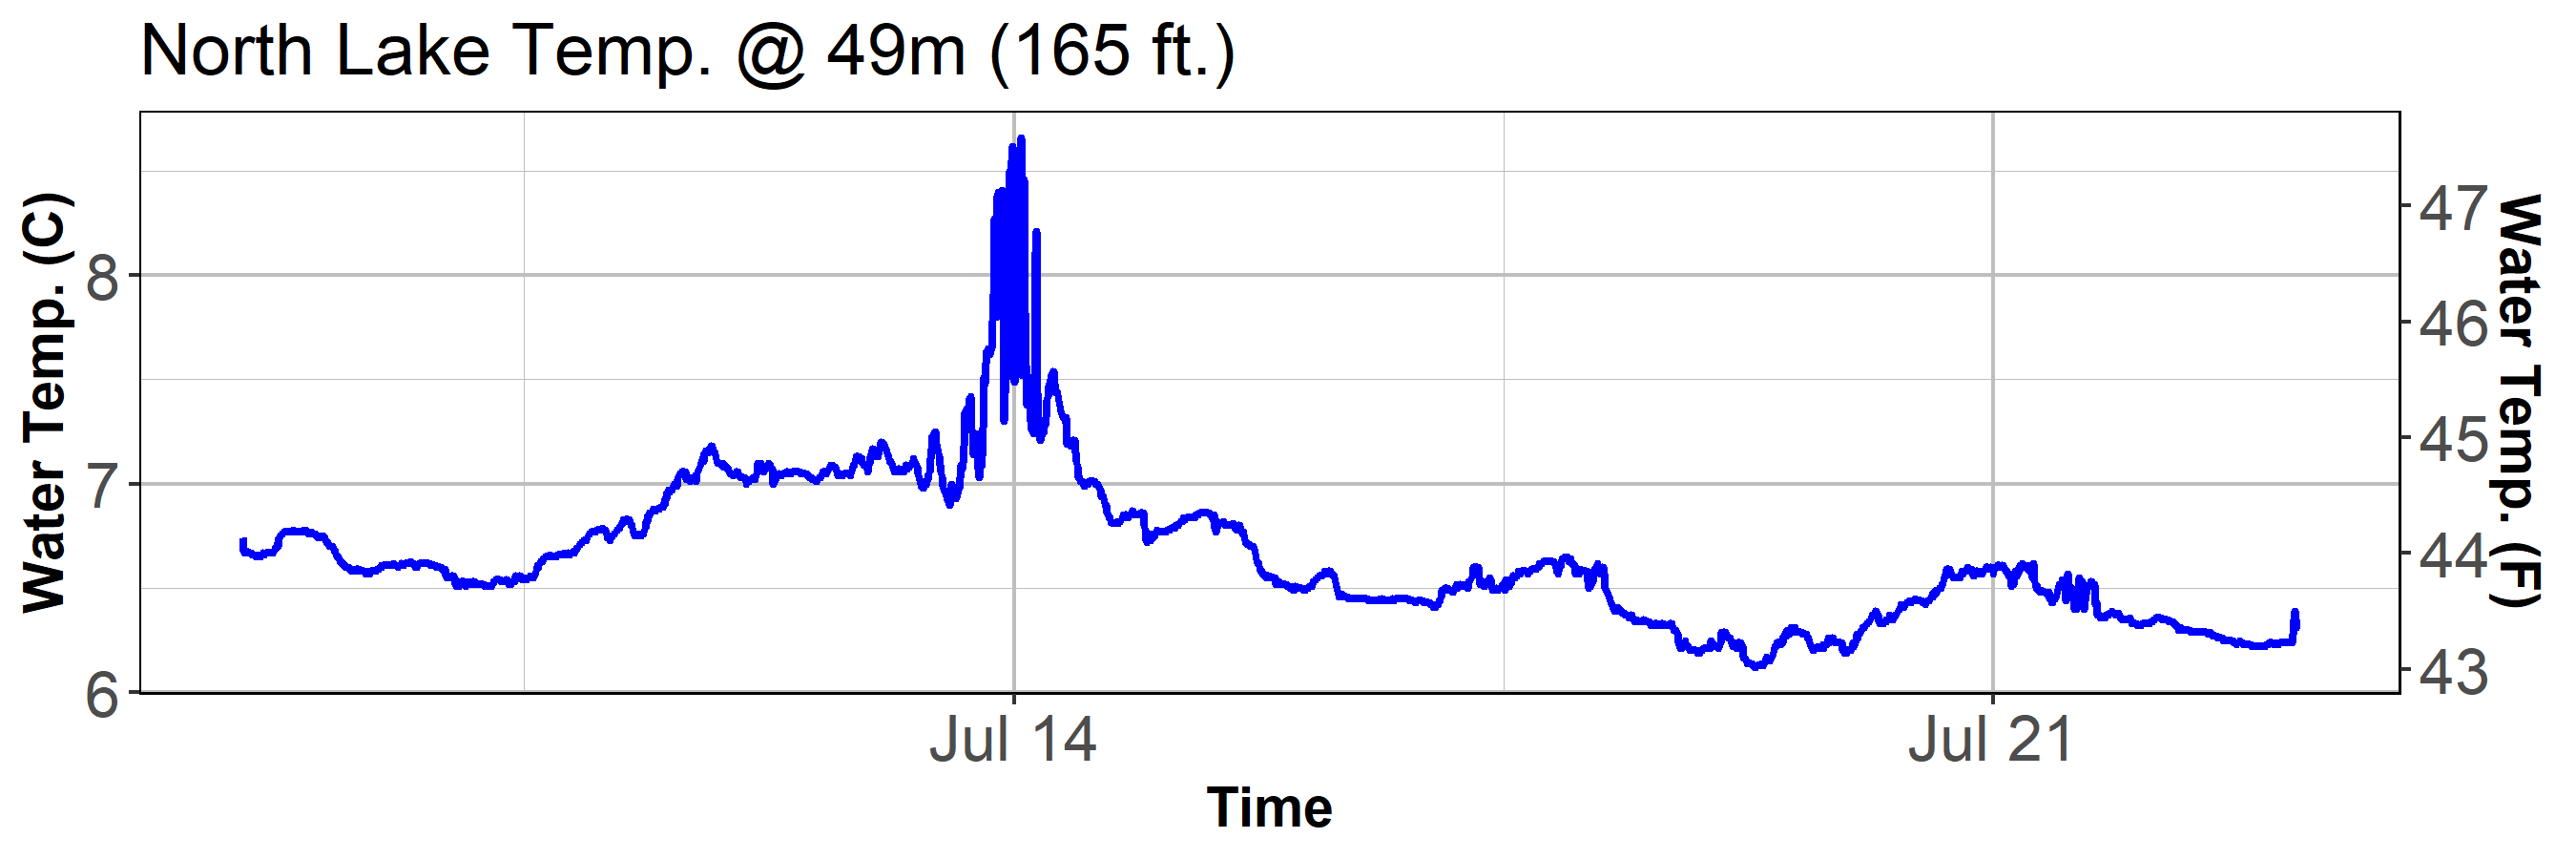 North Lake Temp. @ 49m (165 ft.)
Water Temp. (C)
8
7
6
47
46
45
44
43
Water Temp. (F)
Jul 14
Jul 21
Time